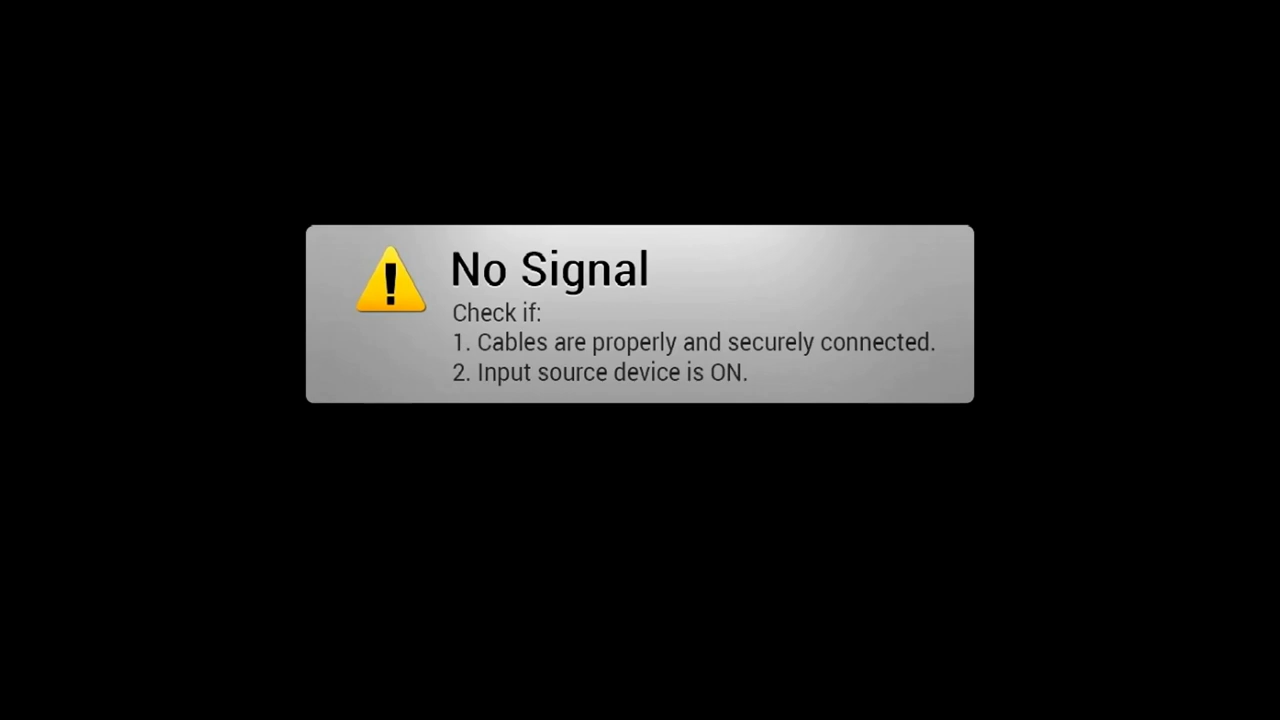 No Signal
Check if:
1. Cables are properly and securely connected.
2. Input source device is ON.